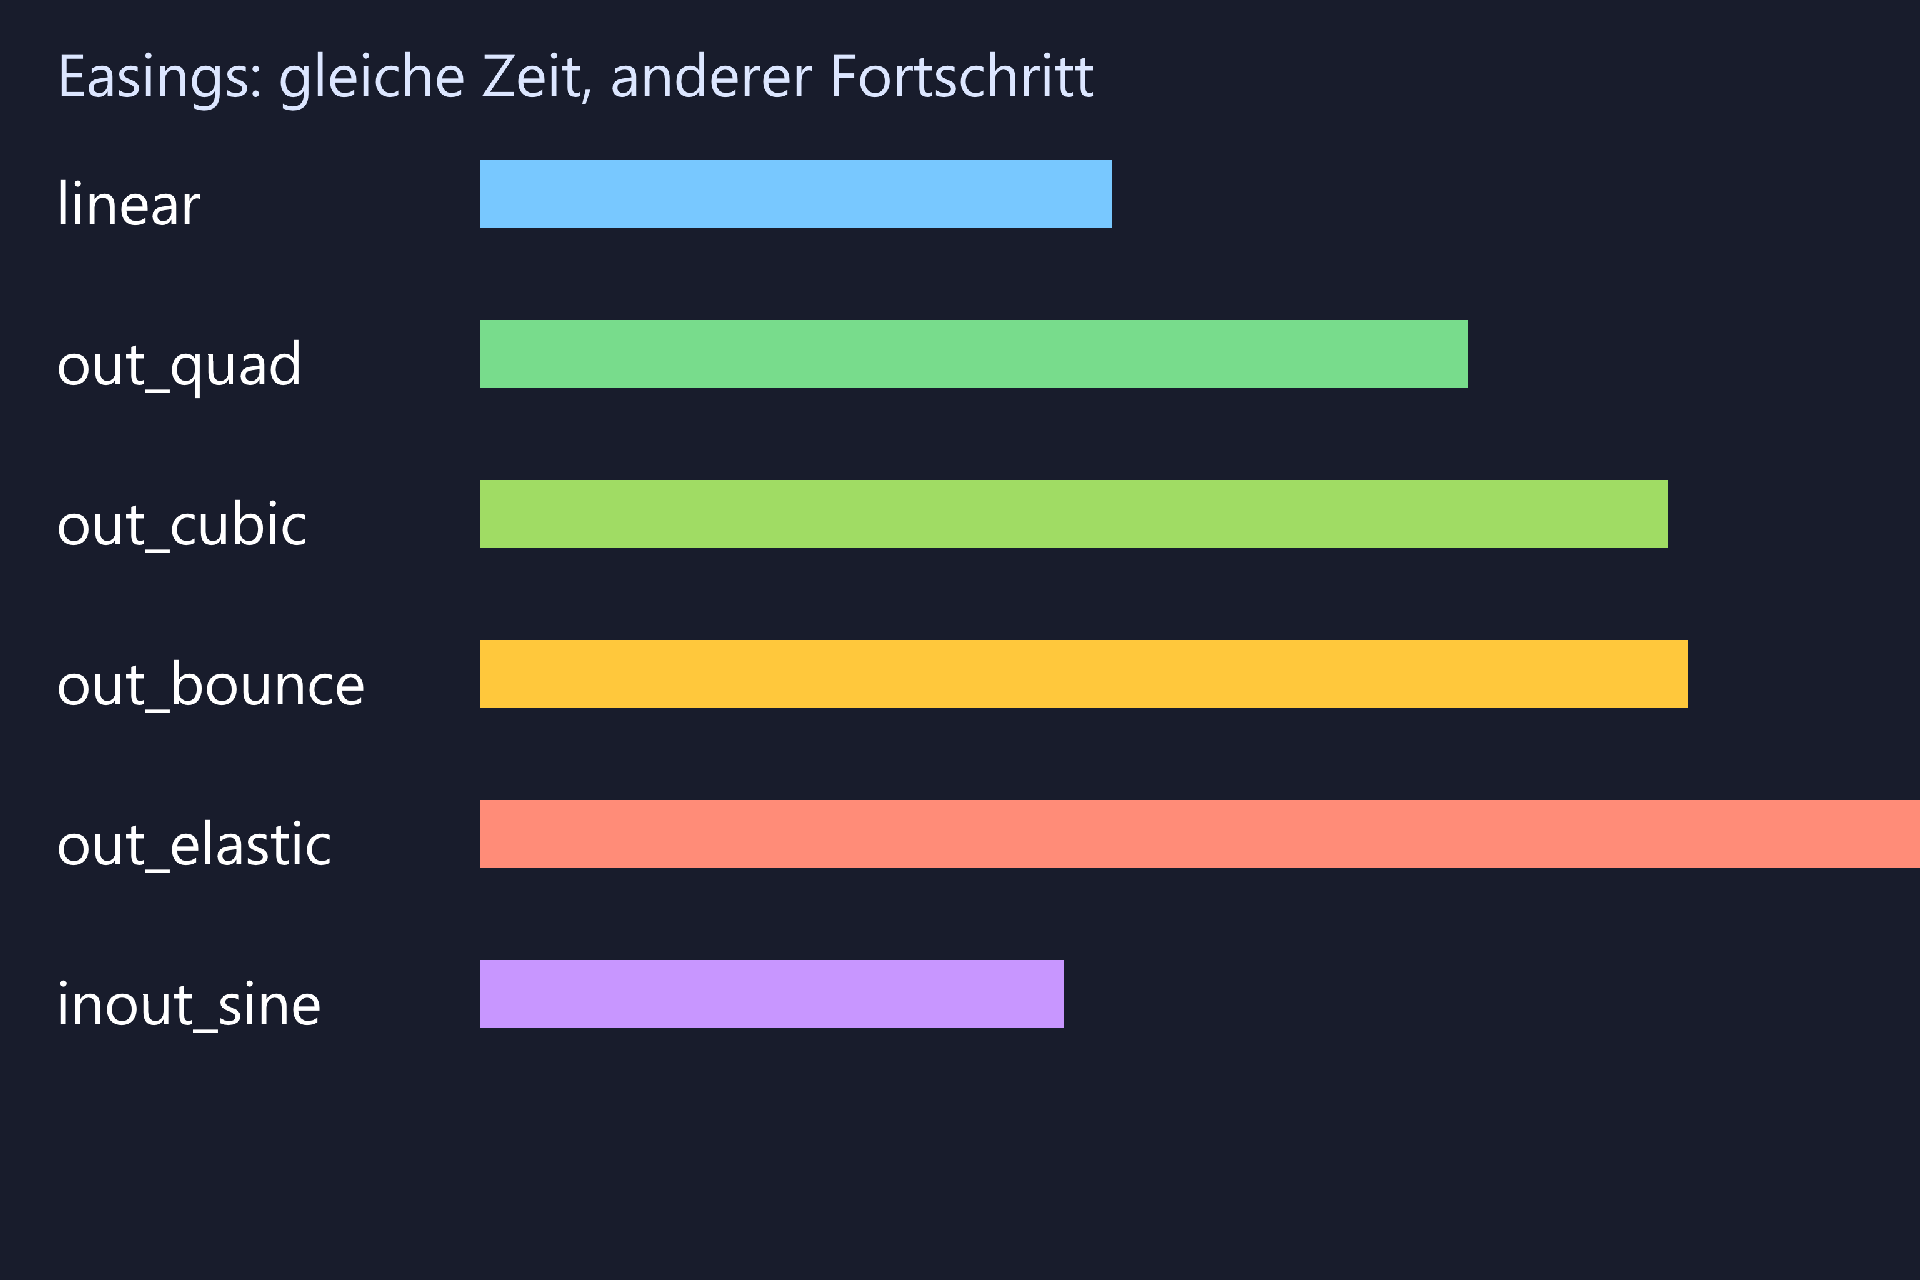 Easings: gleiche Zeit, anderer Fortschritt
linear
out_quad
out_cubic
out_bounce
out_elastic
inout_sine